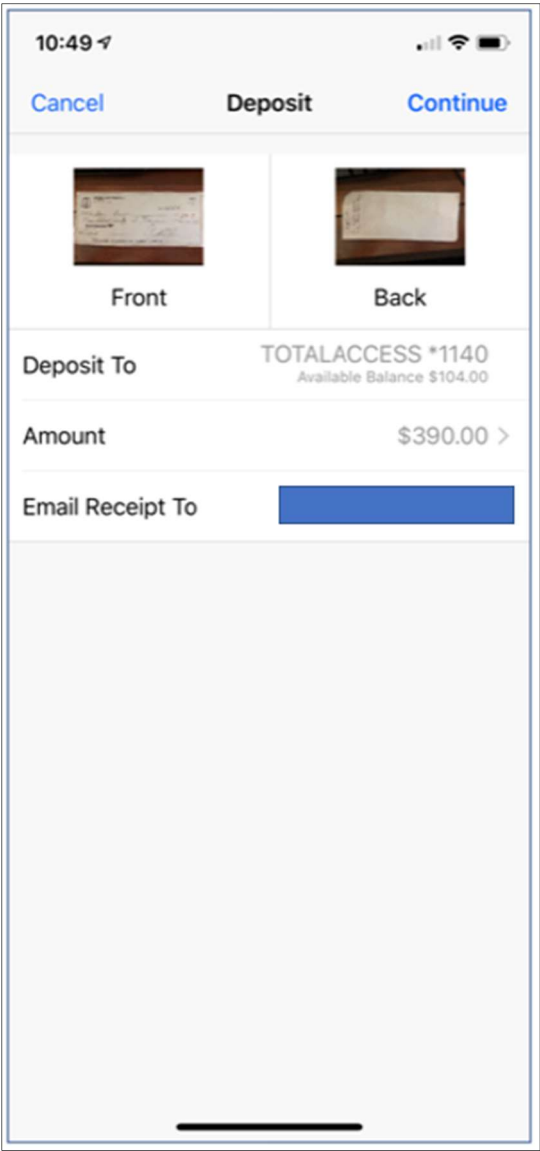 10:49
Cancel Deposit Continue
Front Back
Deposit To TOTALACCESS *1140
Available Balance $104.00
Amount $390.00 >
Email Receipt To